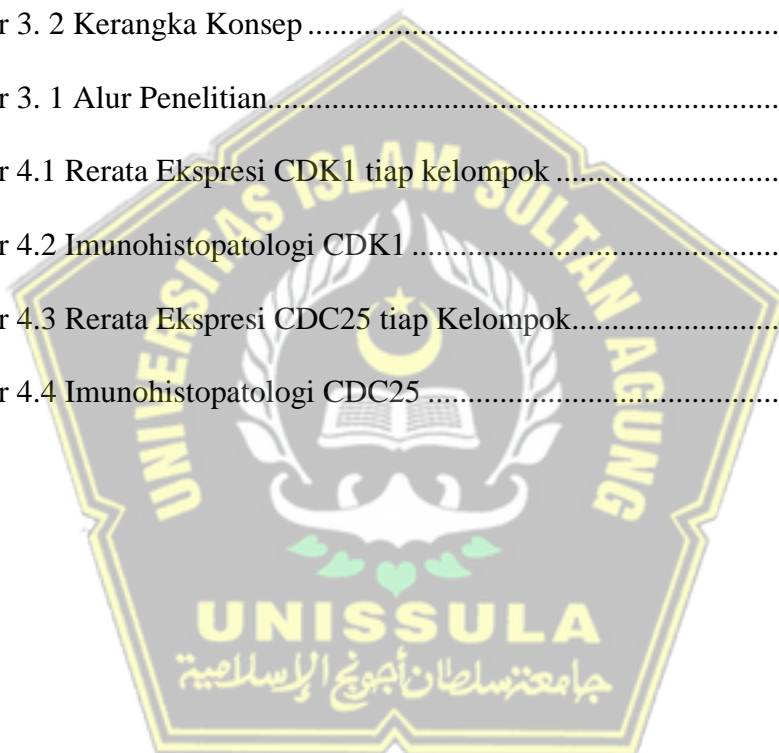 r 3. 2 Kerangka Konsep ...............................................................
r 3. 1 Alur Penelitian.....................................................................
r 4.1 Rerata Ekspresi CDK1 tiap kelompok ..............................
r 4.2 Imunohistopatologi CDK1 .................................................
r 4.3 Rerata Ekspresi CDC25 tiap Kelompok............................
r 4.4 Imunohistopatologi CDC25 ...............................................
UNIVERSITAS ISLAM SULTAN AGUNG
UNISSULA
جامعة سلطان أجونج الإسلامية